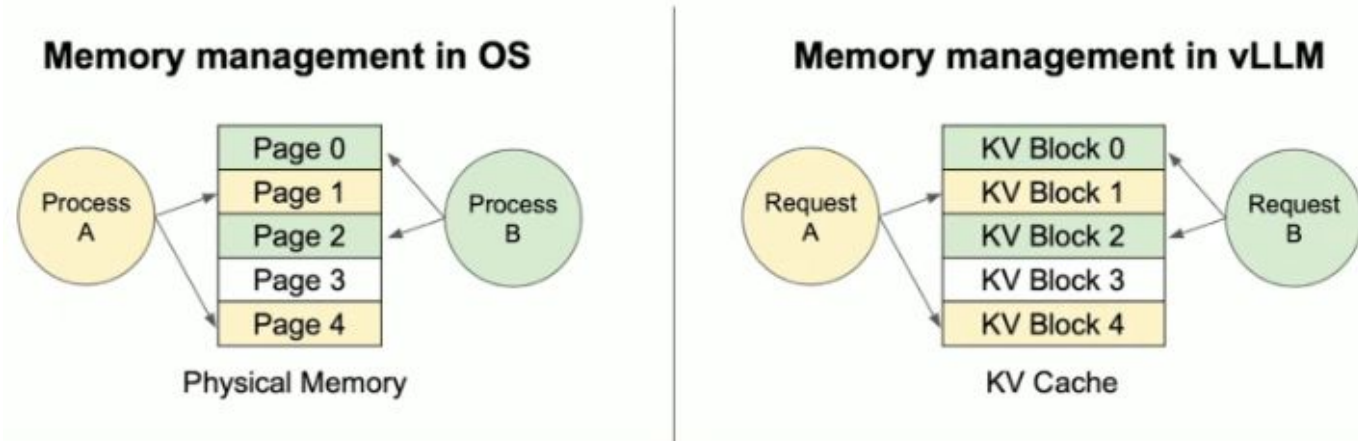 Memory management in OS
Process
A
Page 0
Page 1
Page 2
Page 3
Page 4
Process
B
Physical Memory
Memory management in vLLM
Request
A
KV Block 0
KV Block 1
KV Block 2
KV Block 3
KV Block 4
Request
B
KV Cache